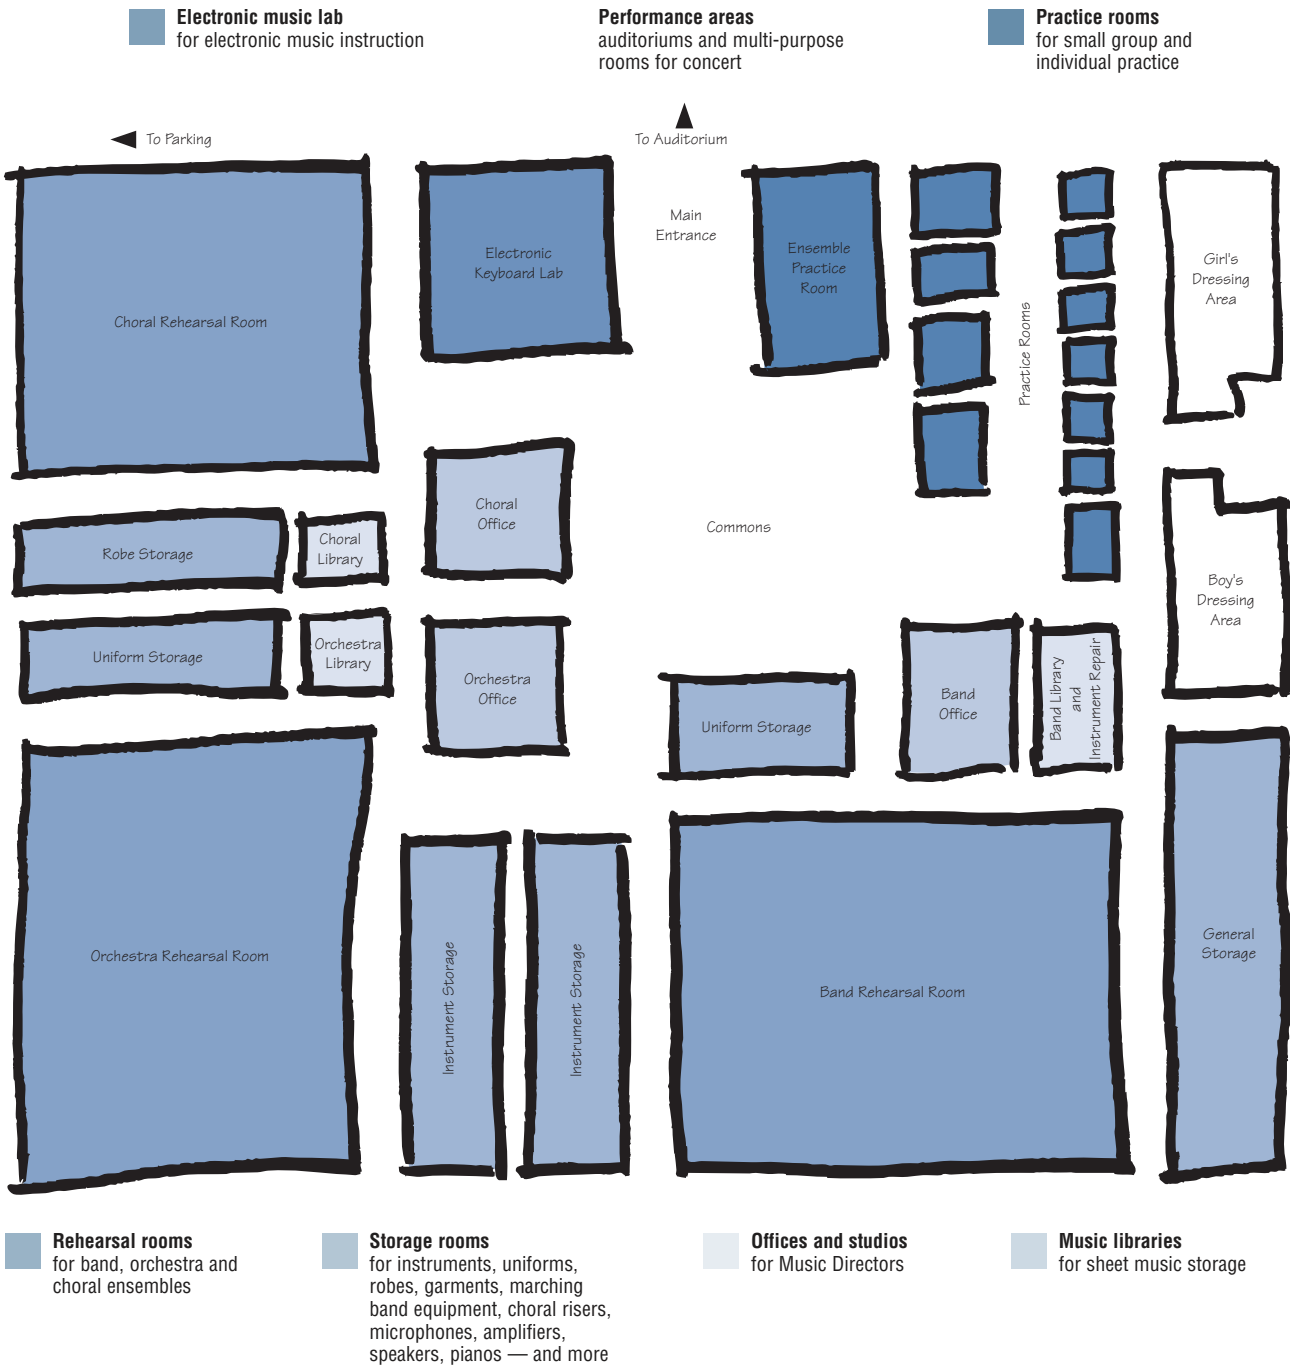 Electronic music lab
for electronic music instruction
Performance areas
auditoriums and multi-purpose
rooms for concert
Practice rooms
for small group and
individual practice
To Parking
To Auditorium
Main
Entrance
Choral Rehearsal Room
Electronic
Keyboard Lab
Ensemble
Practice
Room
Practice Rooms
Girl's
Dressing
Area
Choral
Office
Commons
Robe Storage
Choral
Library
Boy's
Dressing
Area
Uniform Storage
Orchestra
Library
Orchestra
Office
Uniform Storage
Band
Office
Band Library
and
Instrument Repair
Orchestra Rehearsal Room
Instrument Storage
Instrument Storage
Band Rehearsal Room
General
Storage
Rehearsal rooms
for band, orchestra and
choral ensembles
Storage rooms
for instruments, uniforms,
robes, garments, marching
band equipment, choral risers,
microphones, amplifiers,
speakers, pianos — and more
Offices and studios
for Music Directors
Music libraries
for sheet music storage